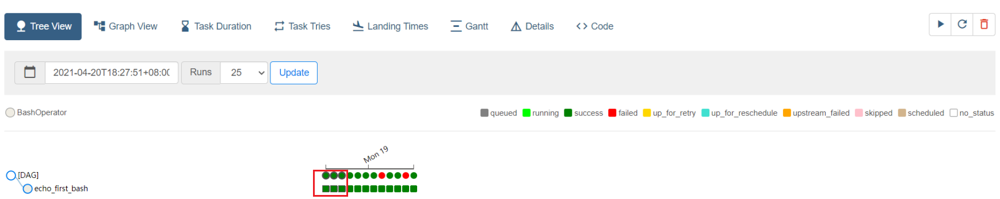 Tree View Graph View Task Duration Task Tries Landing Times Gantt Details <> Code
2021-04-20T18:27:51+08:00 Runs 25 Update
BashOperator queued running success failed up_for_retry up_for_reschedule upstream_failed skipped scheduled no_status
Mon 19
[DAG]
echo_first_bash